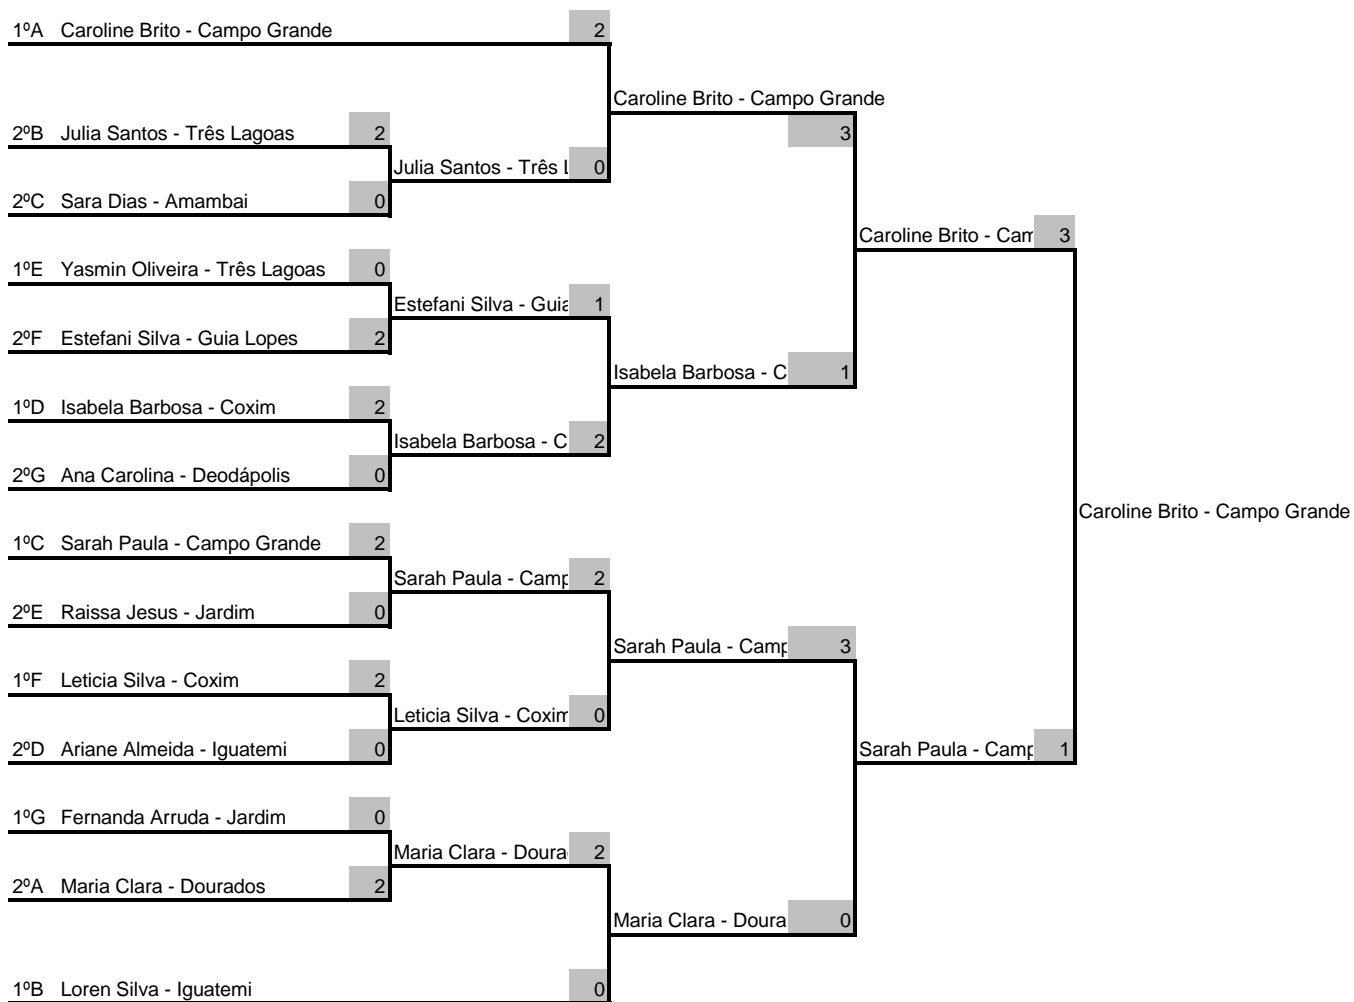 1ºA Caroline Brito - Campo Grande 2
Caroline Brito - Campo Grande
2ºB Julia Santos - Três Lagoas 2 3
Julia Santos - Três L 0
2ºC Sara Dias - Amambai 0
Caroline Brito - Cam 3
1ºE Yasmin Oliveira - Três Lagoas 0
Estefani Silva - Guia 1
2ºF Estefani Silva - Guia Lopes 2
Isabela Barbosa - C 1
1ºD Isabela Barbosa - Coxim 2
Isabela Barbosa - C 2
2ºG Ana Carolina - Deodápolis 0
Caroline Brito - Campo Grande
1ºC Sarah Paula - Campo Grande 2
Sarah Paula - Camp 2
2ºE Raissa Jesus - Jardim 0
Sarah Paula - Camp 3
1ºF Leticia Silva - Coxim 2
Leticia Silva - Coxim 0
2ºD Ariane Almeida - Iguatemi 0 Sarah Paula - Camp 1
1ºG Fernanda Arruda - Jardim 0
Maria Clara - Doura 2
2ºA Maria Clara - Dourados 2
Maria Clara - Doura 0
1ºB Loren Silva - Iguatemi 0